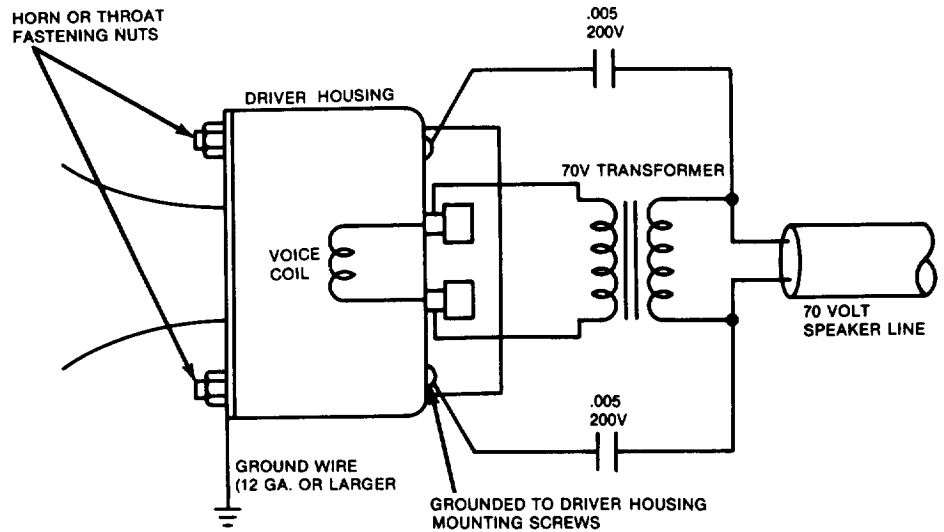 HORN OR THROAT
FASTENING NUTS
.005
200V
DRIVER HOUSING
70V TRANSFORMER
VOICE
COIL
70 VOLT
SPEAKER LINE
.005
200V
GROUND WIRE
(12 GA. OR LARGER
GROUNDED TO DRIVER HOUSING
MOUNTING SCREWS